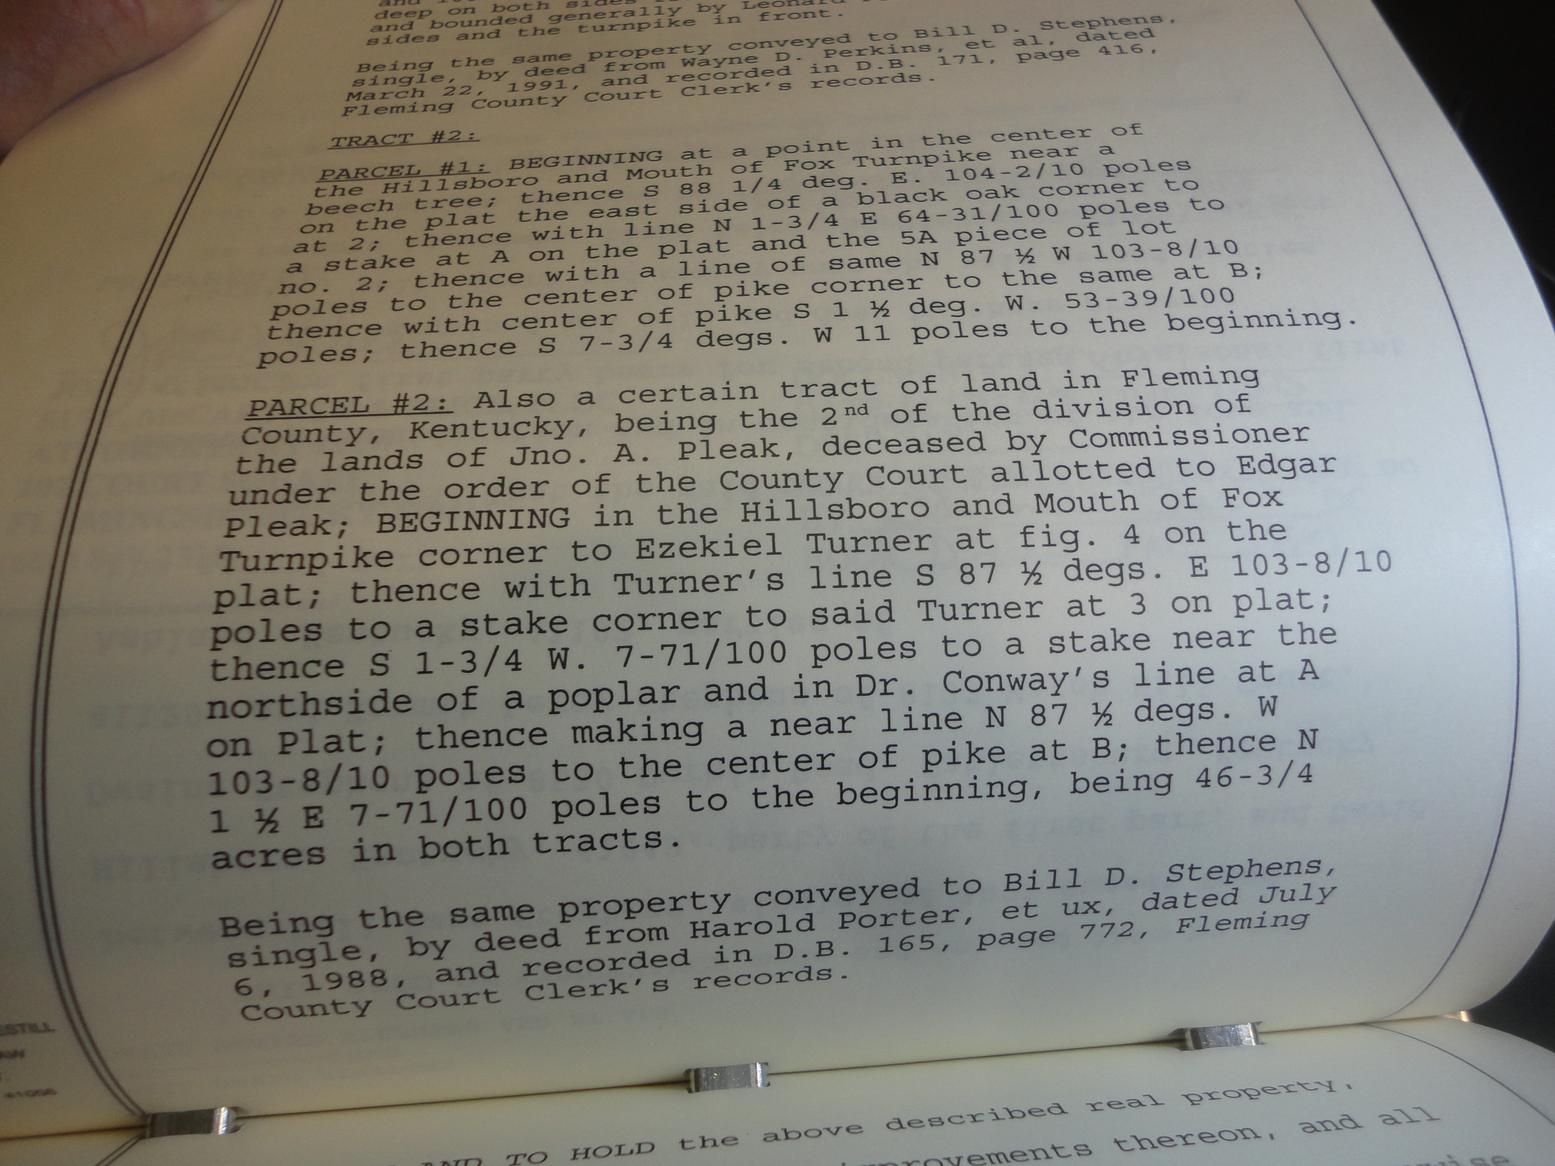 deep on both sides
and bounded generally by Leonard
sides and the turnpike in front.
Being the same property conveyed to Bill D. Stephens,
single, by deed from Wayne D. Perkins, et al, dated
March 22, 1991, and recorded in D.B. 171, page 416,
Fleming County Court Clerk's records.
TRACT #2:
PARCEL #1: BEGINNING at a point in the center of
the Hillsboro and Mouth of Fox Turnpike near a
beech tree; thence S 88 1/4 deg. E. 104-2/10 poles
on the plat the east side of a black oak corner to
at 2; thence with line N 1-3/4 E 64-31/100 poles to
a stake at A on the plat and the 5A piece of lot
no. 2; thence with a line of same N 87 ½ W 103-8/10
poles to the center of pike corner to the same at B;
thence with center of pike S 1 ½ deg. W. 53-39/100
poles; thence S 7-3/4 degs. W 11 poles to the beginning.
PARCEL #2: Also a certain tract of land in Fleming
County, Kentucky, being the 2nd of the division of
the lands of Jno. A. Pleak, deceased by Commissioner
under the order of the County Court allotted to Edgar
Pleak; BEGINNING in the Hillsboro and Mouth of Fox
Turnpike corner to Ezekiel Turner at fig. 4 on the
plat; thence with Turner's line S 87 ½ degs. E 103-8/10
poles to a stake corner to said Turner at 3 on plat;
thence S 1-3/4 W. 7-71/100 poles to a stake near the
northside of a poplar and in Dr. Conway's line at A
on Plat; thence making a near line N 87 ½ degs. W
103-8/10 poles to the center of pike at B; thence N
1 ½ E 7-71/100 poles to the beginning, being 46-3/4
acres in both tracts.
Being the same property conveyed to Bill D. Stephens,
single, by deed from Harold Porter, et ux, dated July
6, 1988, and recorded in D.B. 165, page 772, Fleming
County Court Clerk's records.
ESTILL
AW
41056
AND TO HOLD the above described real property,
improvements thereon, and all